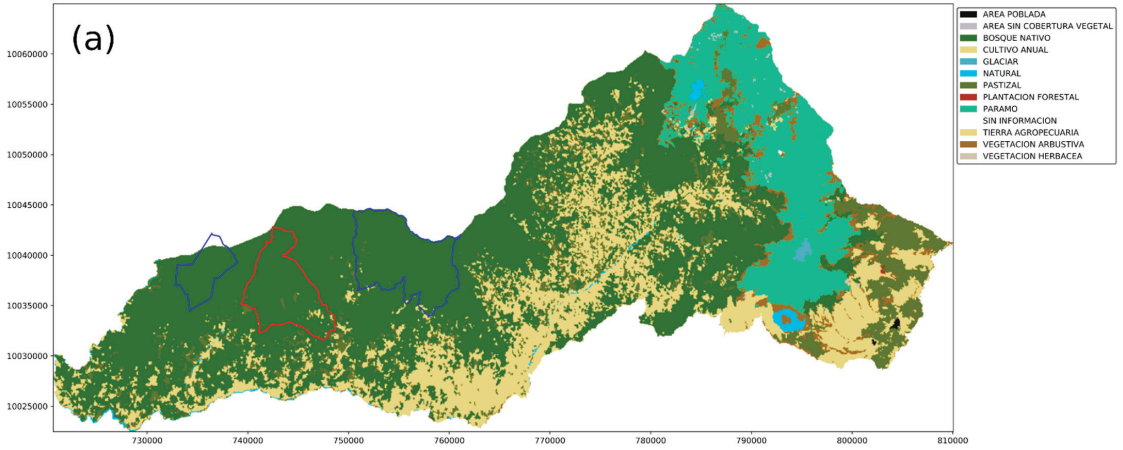 (a)
AREA POBLADA
AREA SIN COBERTURA VEGETAL
BOSQUE NATIVO
CULTIVO ANUAL
GLACIAR
NATURAL
PASTIZAL
PLANTACION FORESTAL
PARAMO
SIN INFORMACION
TIERRA AGROPECUARIA
VEGETACION ARBUSTIVA
VEGETACION HERBACEA
10060000
10055000
10050000
10045000
10040000
10035000
10030000
10025000
730000 740000 750000 760000 770000 780000 790000 800000 810000